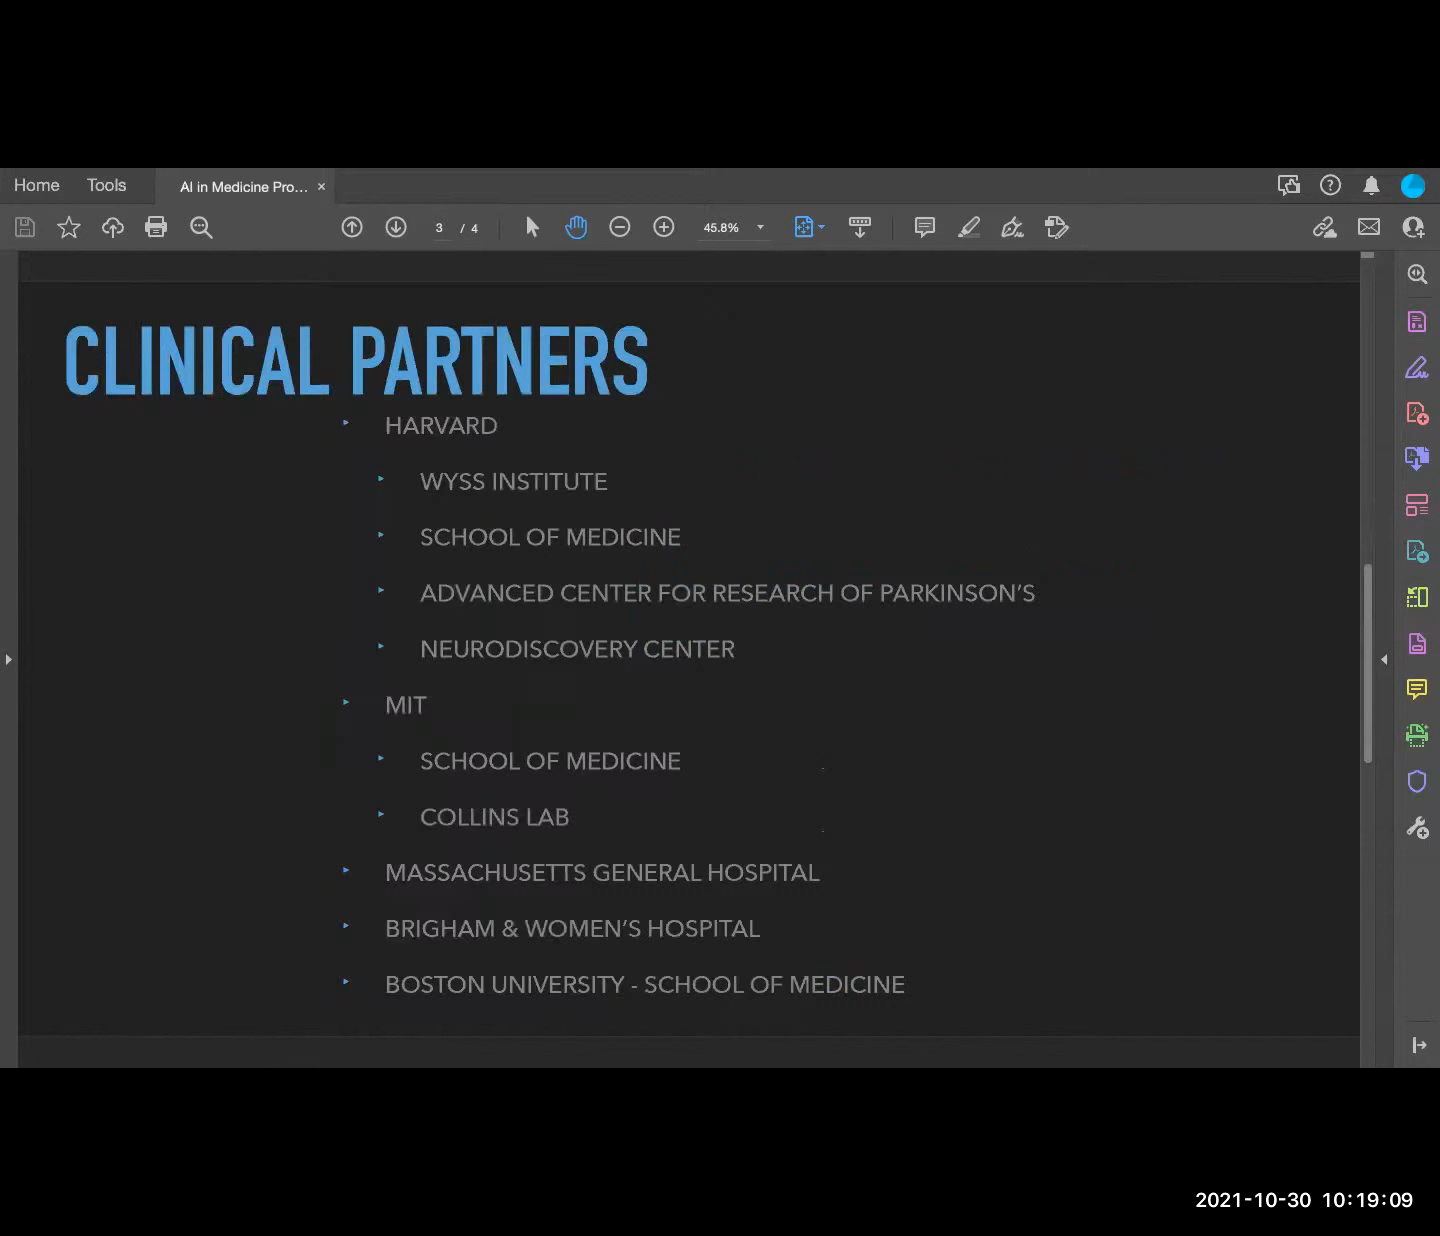 Home Tools AI in Medicine Pro... ×
3 / 4 45.8%
CLINICAL PARTNERS
‣ HARVARD
‣ WYSS INSTITUTE
‣ SCHOOL OF MEDICINE
‣ ADVANCED CENTER FOR RESEARCH OF PARKINSON’S
‣ NEURODISCOVERY CENTER
‣ MIT
‣ SCHOOL OF MEDICINE
‣ COLLINS LAB
‣ MASSACHUSETTS GENERAL HOSPITAL
‣ BRIGHAM & WOMEN’S HOSPITAL
‣ BOSTON UNIVERSITY - SCHOOL OF MEDICINE
2021-10-30 10:19:09